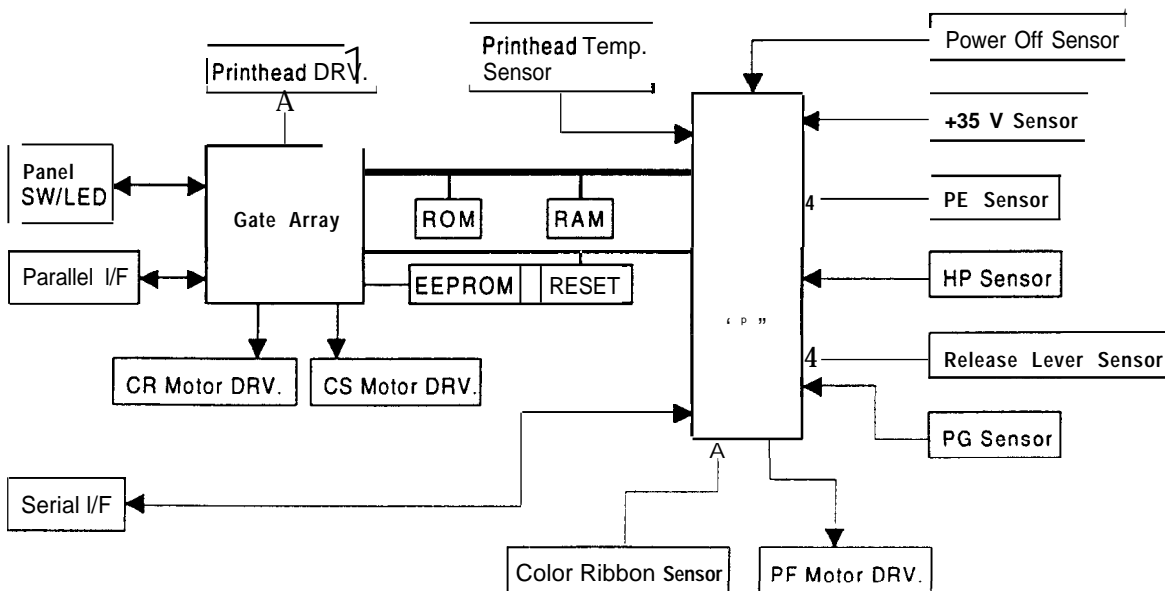 Printhead DRV.
A
Printhead Temp.
Sensor
Power Off Sensor
+35 V Sensor
Panel
SW/LED
Gate Array
ROM
RAM
4
PE Sensor
Parallel I/F
EEPROM
RESET
HP Sensor
‘ P ”
CR Motor DRV.
CS Motor DRV.
4
Release Lever Sensor
PG Sensor
A
Serial I/F
Color Ribbon Sensor
PF Motor DRV.